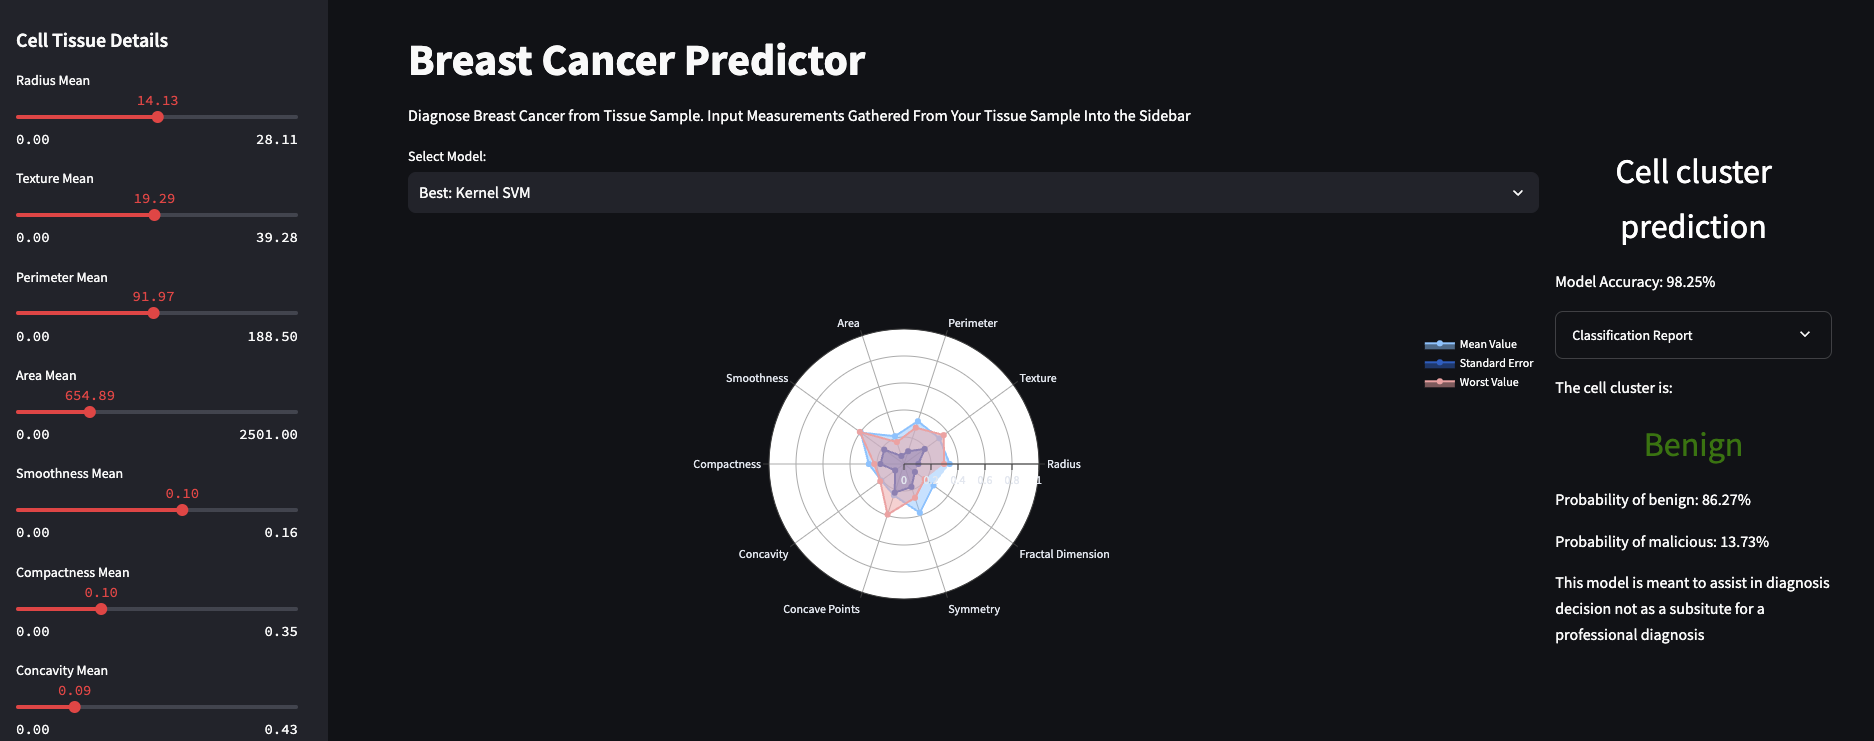 Cell Tissue Details
Radius Mean
14.13
0.00 28.11
Texture Mean
19.29
0.00 39.28
Perimeter Mean
91.97
0.00 188.50
Area Mean
654.89
0.00 2501.00
Smoothness Mean
0.10
0.00 0.16
Compactness Mean
0.10
0.00 0.35
Concavity Mean
0.09
0.00 0.43
Breast Cancer Predictor
Diagnose Breast Cancer from Tissue Sample. Input Measurements Gathered From Your Tissue Sample Into the Sidebar
Select Model:
Best: Kernel SVM
Area
Perimeter
Smoothness
Texture
Compactness
Radius
0 0.4 0.6 0.8 1
Concavity
Fractal Dimension
Concave Points
Symmetry
Mean Value
Standard Error
Worst Value
Cell cluster
prediction
Model Accuracy: 98.25%
Classification Report
The cell cluster is:
Benign
Probability of benign: 86.27%
Probability of malicious: 13.73%
This model is meant to assist in diagnosis
decision not as a subsitute for a
professional diagnosis